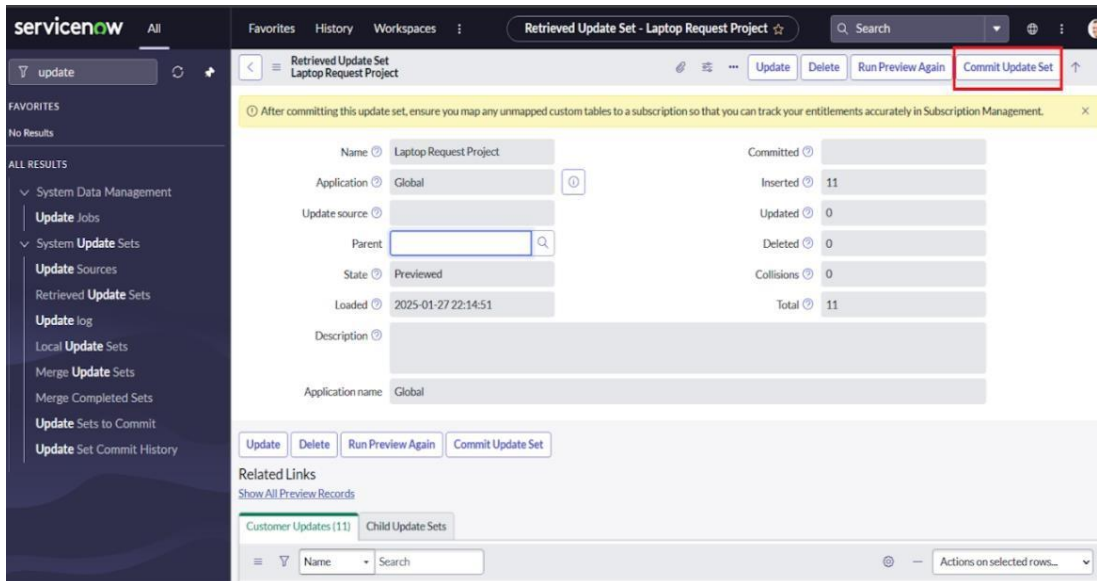 servicenow All Favorites History Workspaces Retrieved Update Set - Laptop Request Project Search
update
FAVORITES
No Results
ALL RESULTS
System Data Management
Update Jobs
System Update Sets
Update Sources
Retrieved Update Sets
Update log
Local Update Sets
Merge Update Sets
Merge Completed Sets
Update Sets to Commit
Update Set Commit History
Retrieved Update Set
Laptop Request Project
Update Delete Run Preview Again Commit Update Set
After committing this update set, ensure you map any unmapped custom tables to a subscription so that you can track your entitlements accurately in Subscription Management.
Name Laptop Request Project
Application Global
Update source
Parent
State Previewed
Loaded 2025-01-27 22:14:51
Committed
Inserted 11
Updated 0
Deleted 0
Collisions 0
Total 11
Description
Application name Global
Update Delete Run Preview Again Commit Update Set
Related Links
Show All Preview Records
Customer Updates (11) Child Update Sets
Name Search Actions on selected rows...